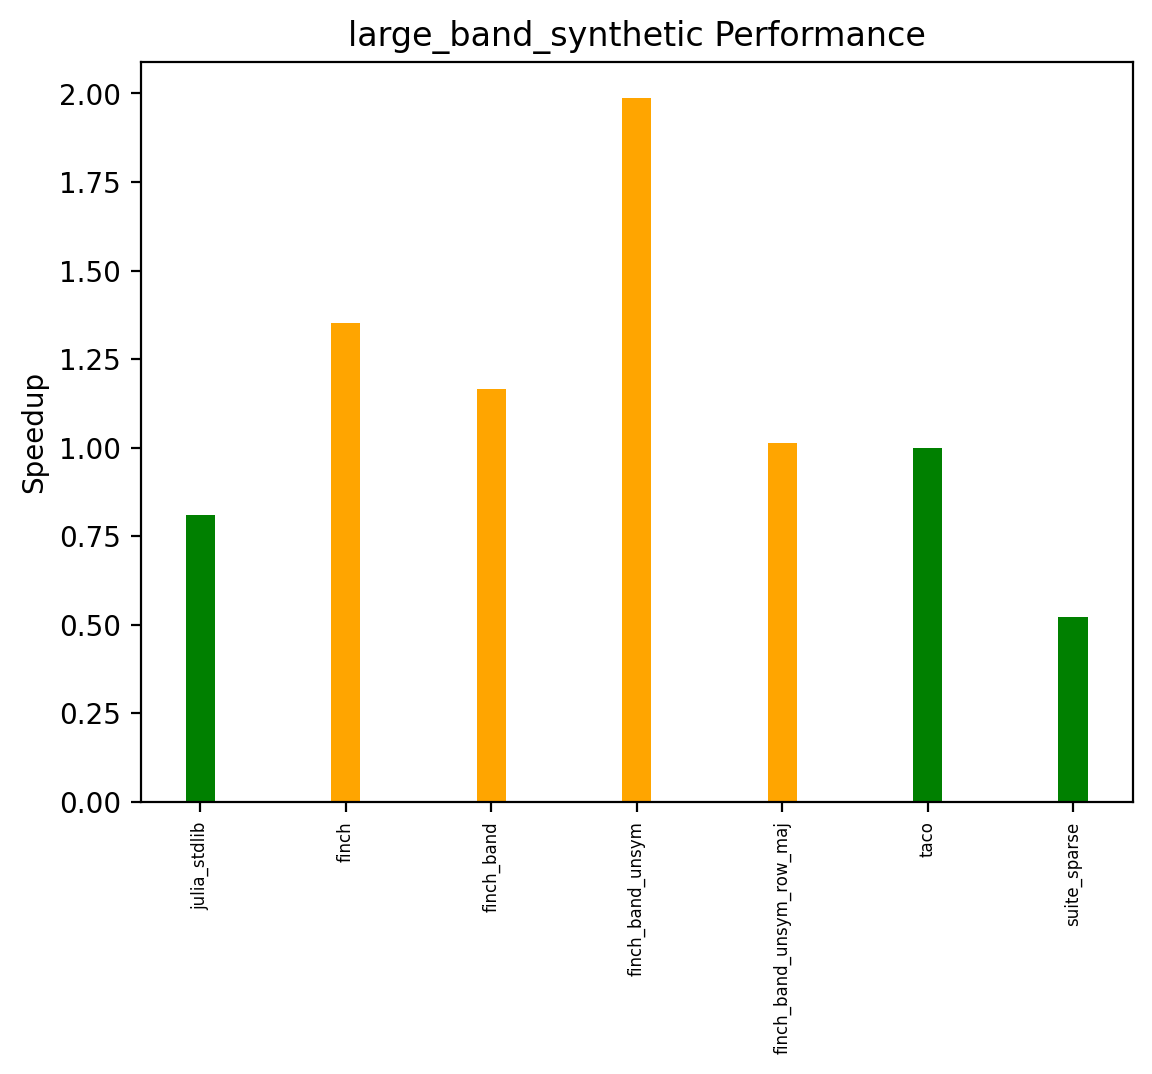 large_band_synthetic Performance
Speedup
2.00
1.75
1.50
1.25
1.00
0.75
0.50
0.25
0.00
julia_stdlib
finch
finch_band
finch_band_unsym
finch_band_unsym_row_maj
taco
suite_sparse